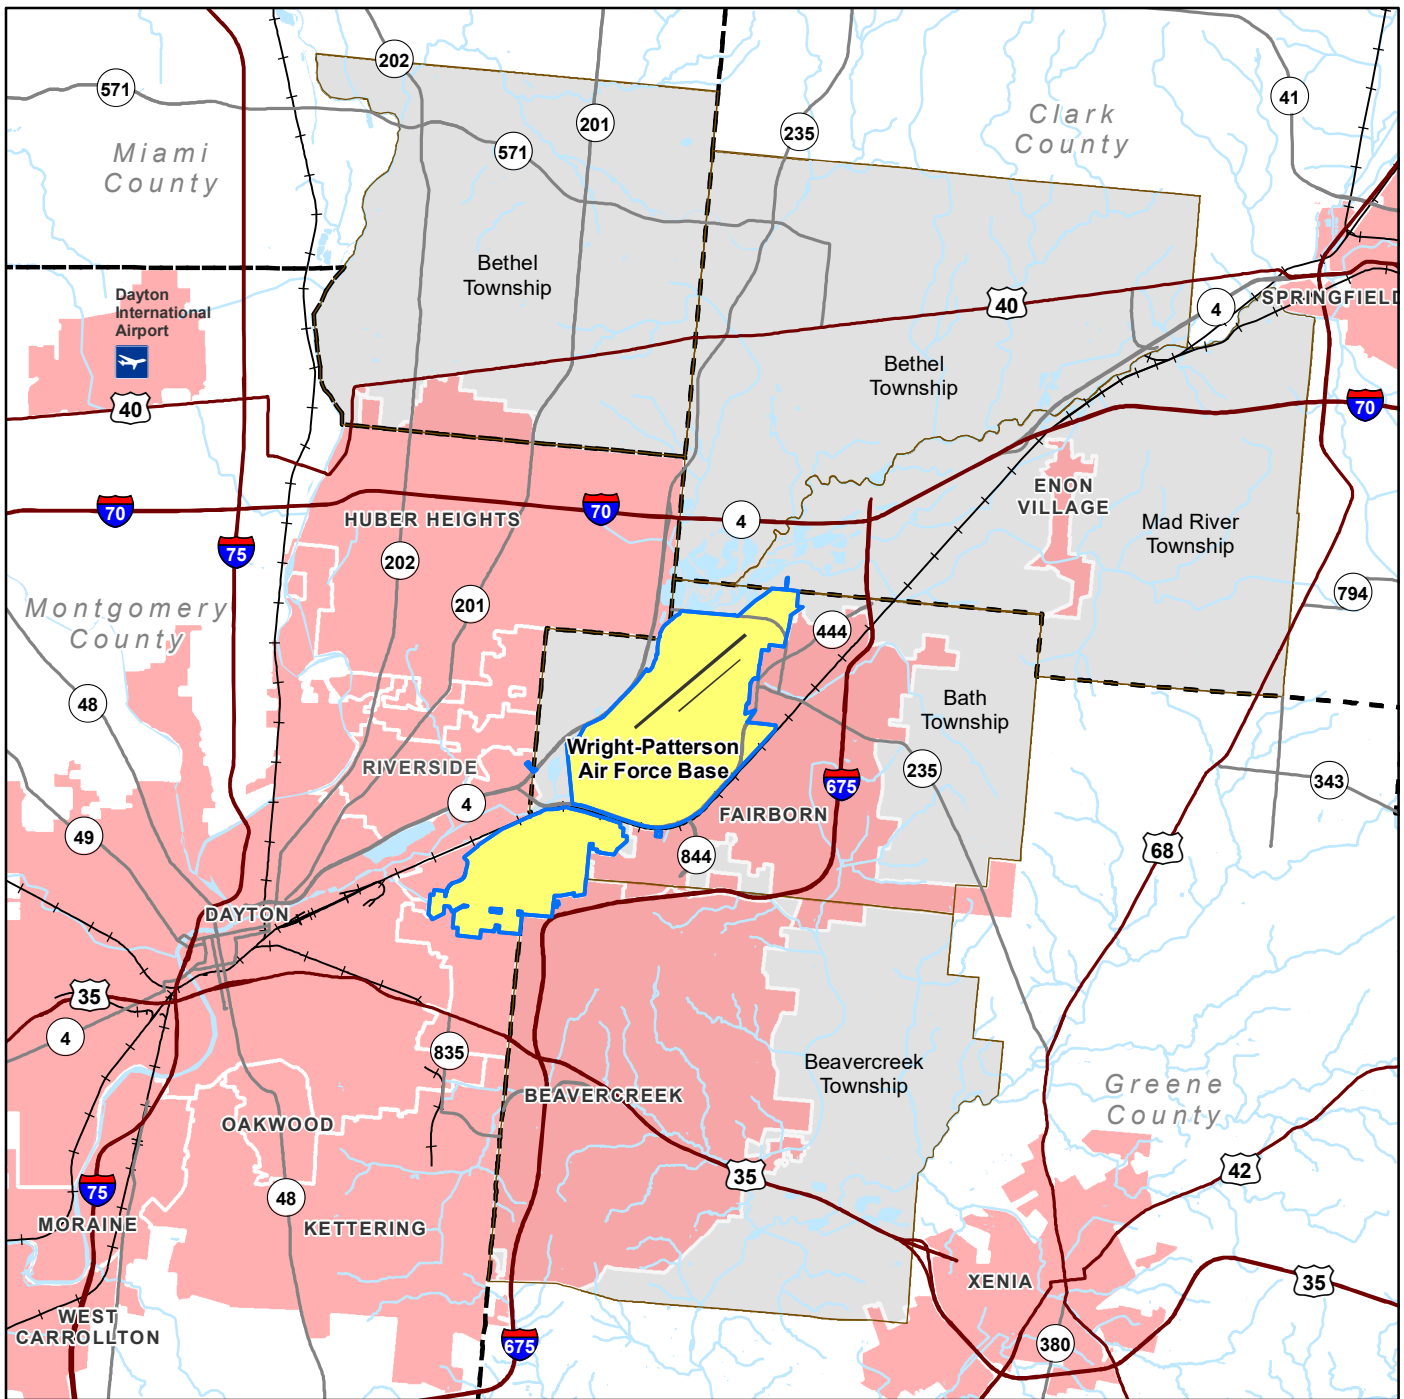 202
571
41
201
235
Clark
County
571
Miami
County
Bethel
Township
Dayton
International
Airport
40
4
SPRINGFIELD
Bethel
Township
40
70
ENON
VILLAGE
70
HUBER HEIGHTS
70
4
Mad River
Township
75
202
794
201
Montgomery
County
444
48
Bath
Township
Wright-Patterson
Air Force Base
RIVERSIDE
235
675
343
4
FAIRBORN
49
844
68
DAYTON
35
4
835
Beavercreek
Township
Greene
County
BEAVERCREEK
OAKWOOD
35
42
75
48
MORAINE
KETTERING
XENIA
35
WEST
CARROLLTON
675
380